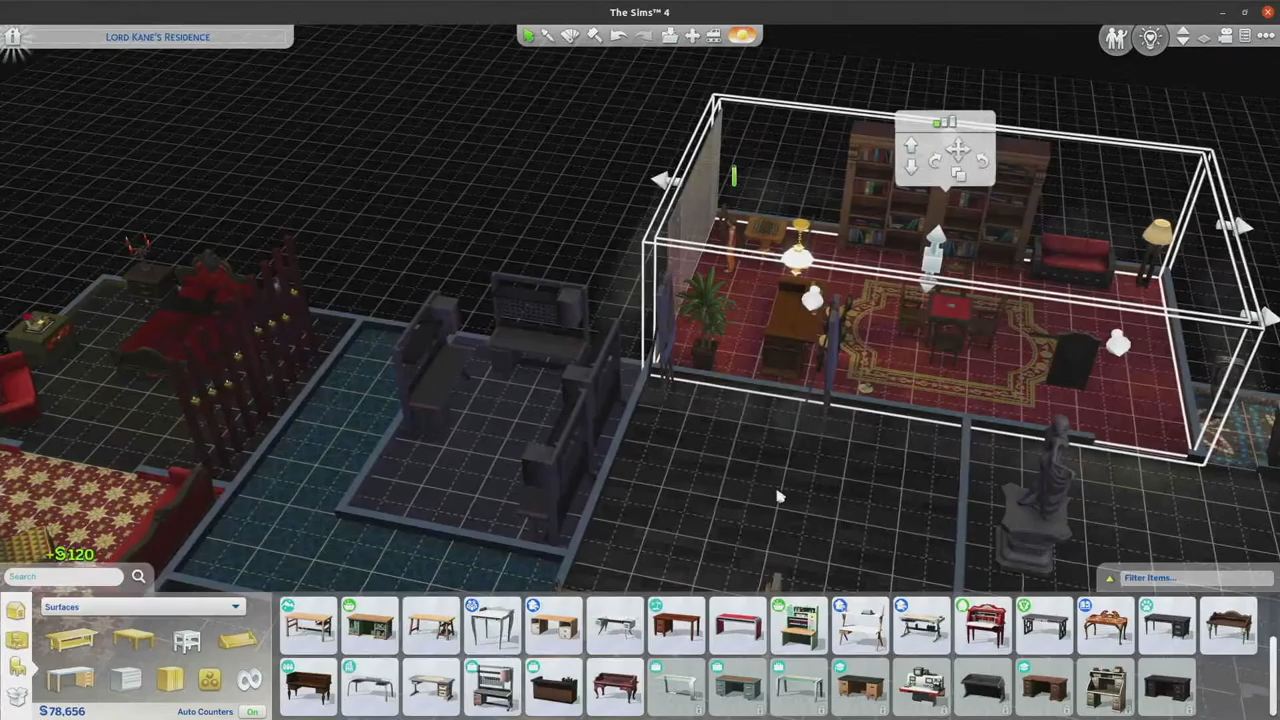 The Sims™ 4
LORD KANE'S RESIDENCE
+§120
Search
Filter Items...
Surfaces
§78,656
Auto Counters
On